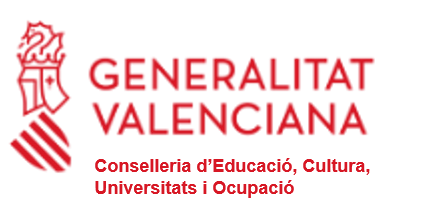 GENERALITAT
VALENCIANA
Conselleria d'Educació, Cultura,
Universitats i Ocupació